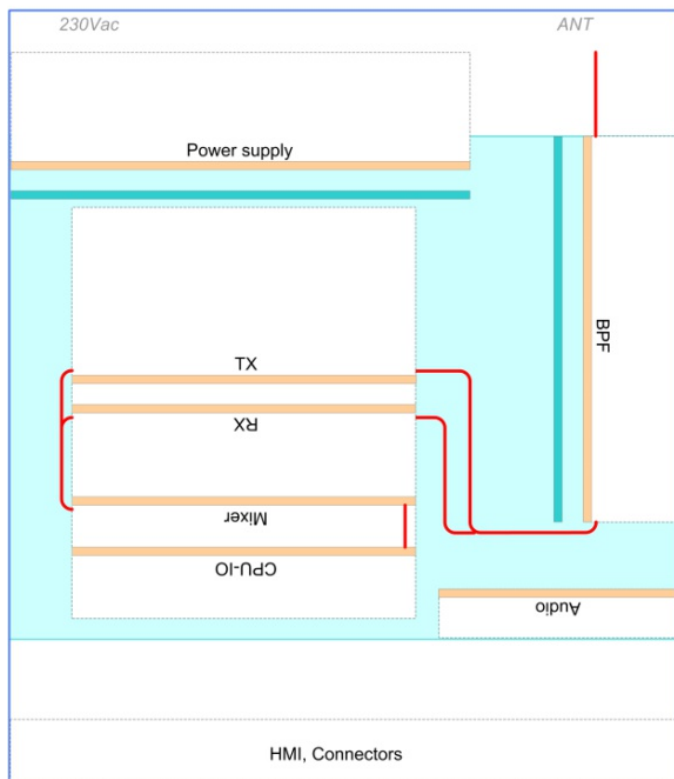 230Vac
ANT
Power supply
BPF
TX
RX
Mixer
CPU-IO
Audio
HMI, Connectors